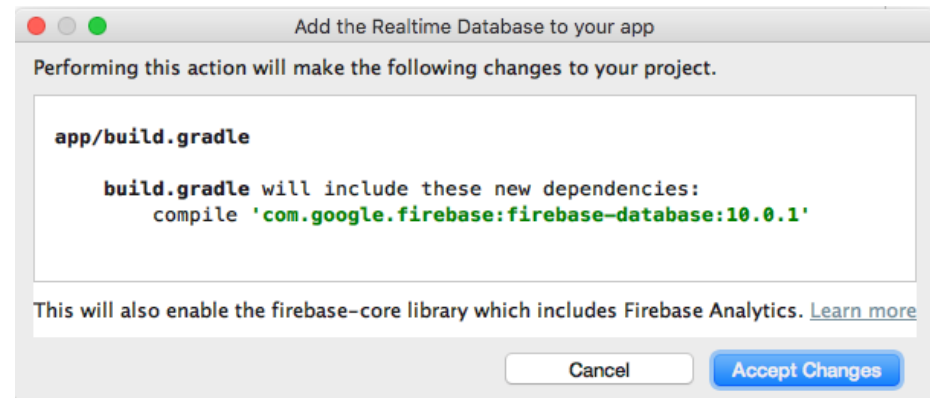 Add the Realtime Database to your app
Performing this action will make the following changes to your project.
app/build.gradle
build.gradle will include these new dependencies:
compile 'com.google.firebase:firebase-database:10.0.1'
This will also enable the firebase-core library which includes Firebase Analytics. Learn more
Cancel Accept Changes